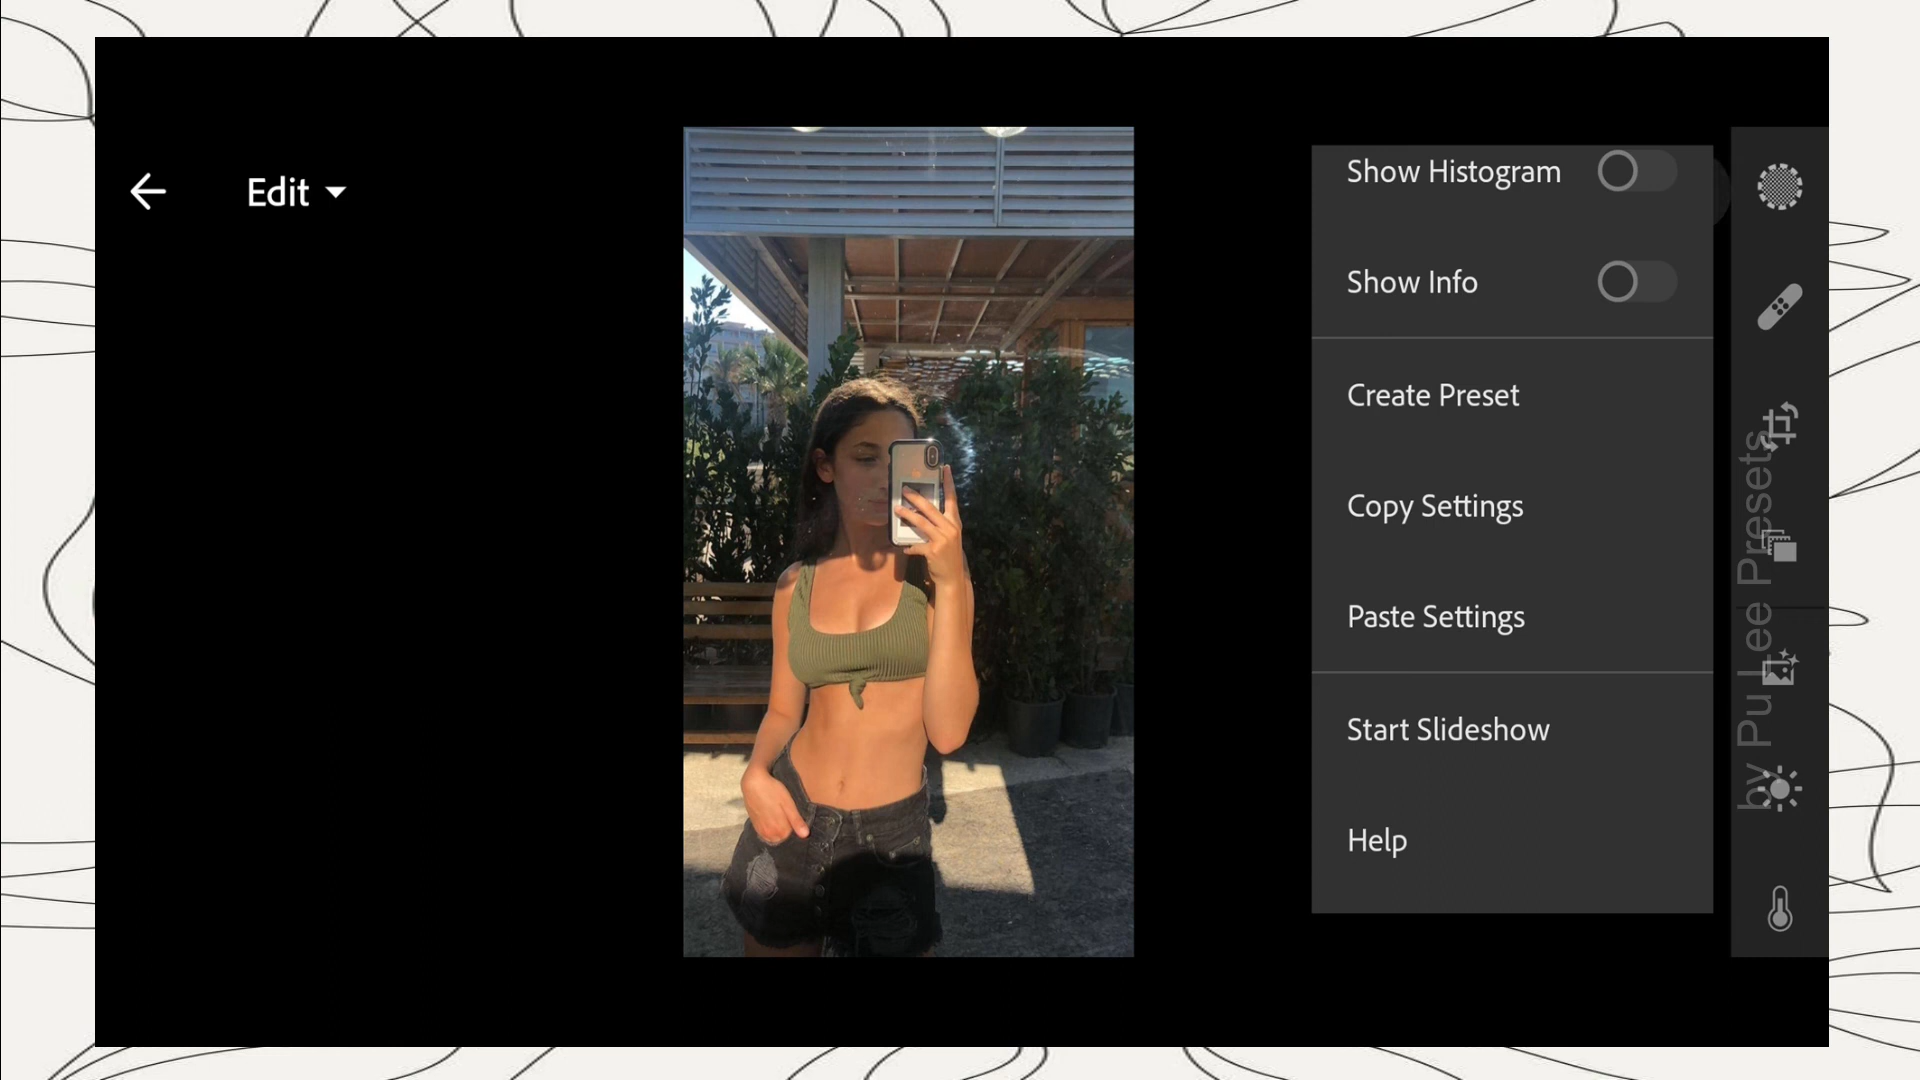 Edit
Show Histogram
Show Info
Create Preset
Copy Settings
Paste Settings
Start Slideshow
Help
by Pu Lee Presets